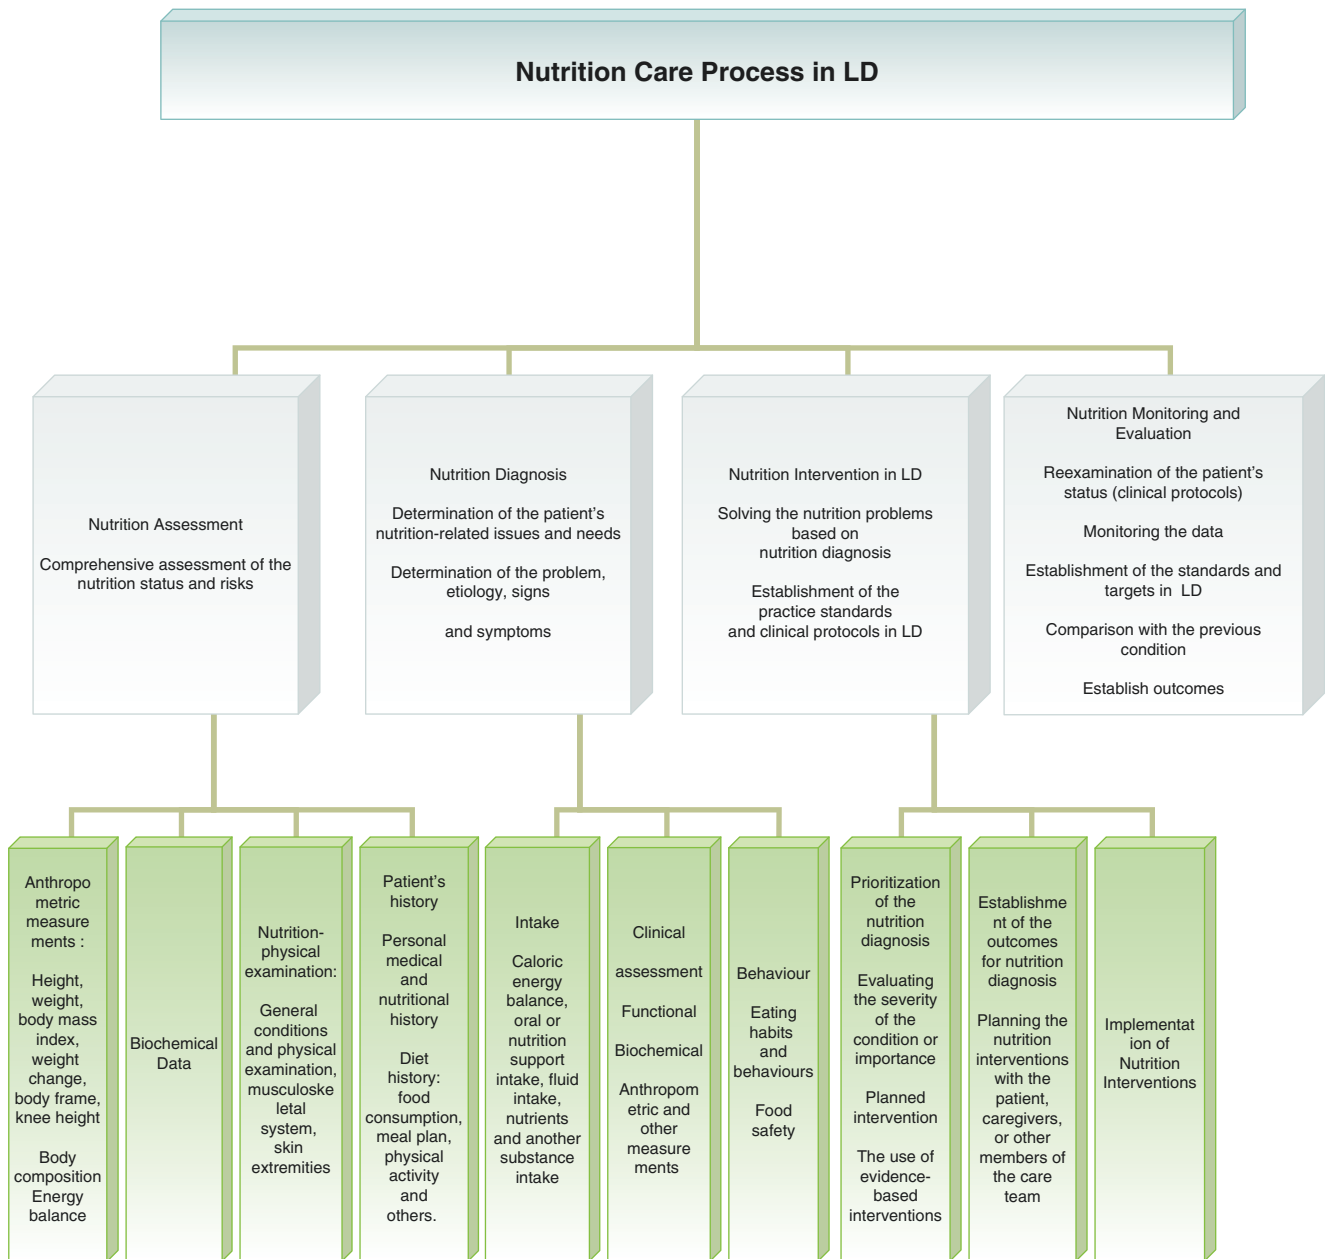 Nutrition Care Process in LD
Nutrition Assessment
Comprehensive assessment of the
nutrition status and risks
Nutrition Diagnosis
Determination of the patient's
nutrition-related issues and needs
Determination of the problem,
etiology, signs
and symptoms
Nutrition Intervention in LD
Solving the nutrition problems
based on
nutrition diagnosis
Establishment of the
practice standards
and clinical protocols in LD
Nutrition Monitoring and
Evaluation
Reexamination of the patient's
status (clinical protocols)
Monitoring the data
Establishment of the standards and
targets in LD
Comparison with the previous
condition
Establish outcomes
Anthropo
metric
measure
ments :
Height,
weight,
body mass
index,
weight
change,
body frame,
knee height
Body
composition
Energy
balance
Biochemical
Data
Nutrition-
physical
examination:
General
conditions
and physical
examination,
musculoske
letal
system,
skin
extremities
Patient's
history
Personal
medical
and
nutritional
history
Diet
history:
food
consumption,
meal plan,
physical
activity
and
others.
Intake
Caloric
energy
balance,
oral or
nutrition
support
intake, fluid
intake,
nutrients
and another
substance
intake
Clinical
assessment
Functional
Biochemical
Anthropom
etric and
other
measure
ments
Behaviour
Eating
habits
and
behaviours
Food
safety
Prioritization
of the
nutrition
diagnosis
Evaluating
the severity
of the
condition or
importance
Planned
intervention
The use of
evidence-
based
interventions
Establishme
nt of the
outcomes
for nutrition
diagnosis
Planning the
nutrition
interventions
with the
patient,
caregivers,
or other
members of
the care
team
Implementat
ion of
Nutrition
Interventions